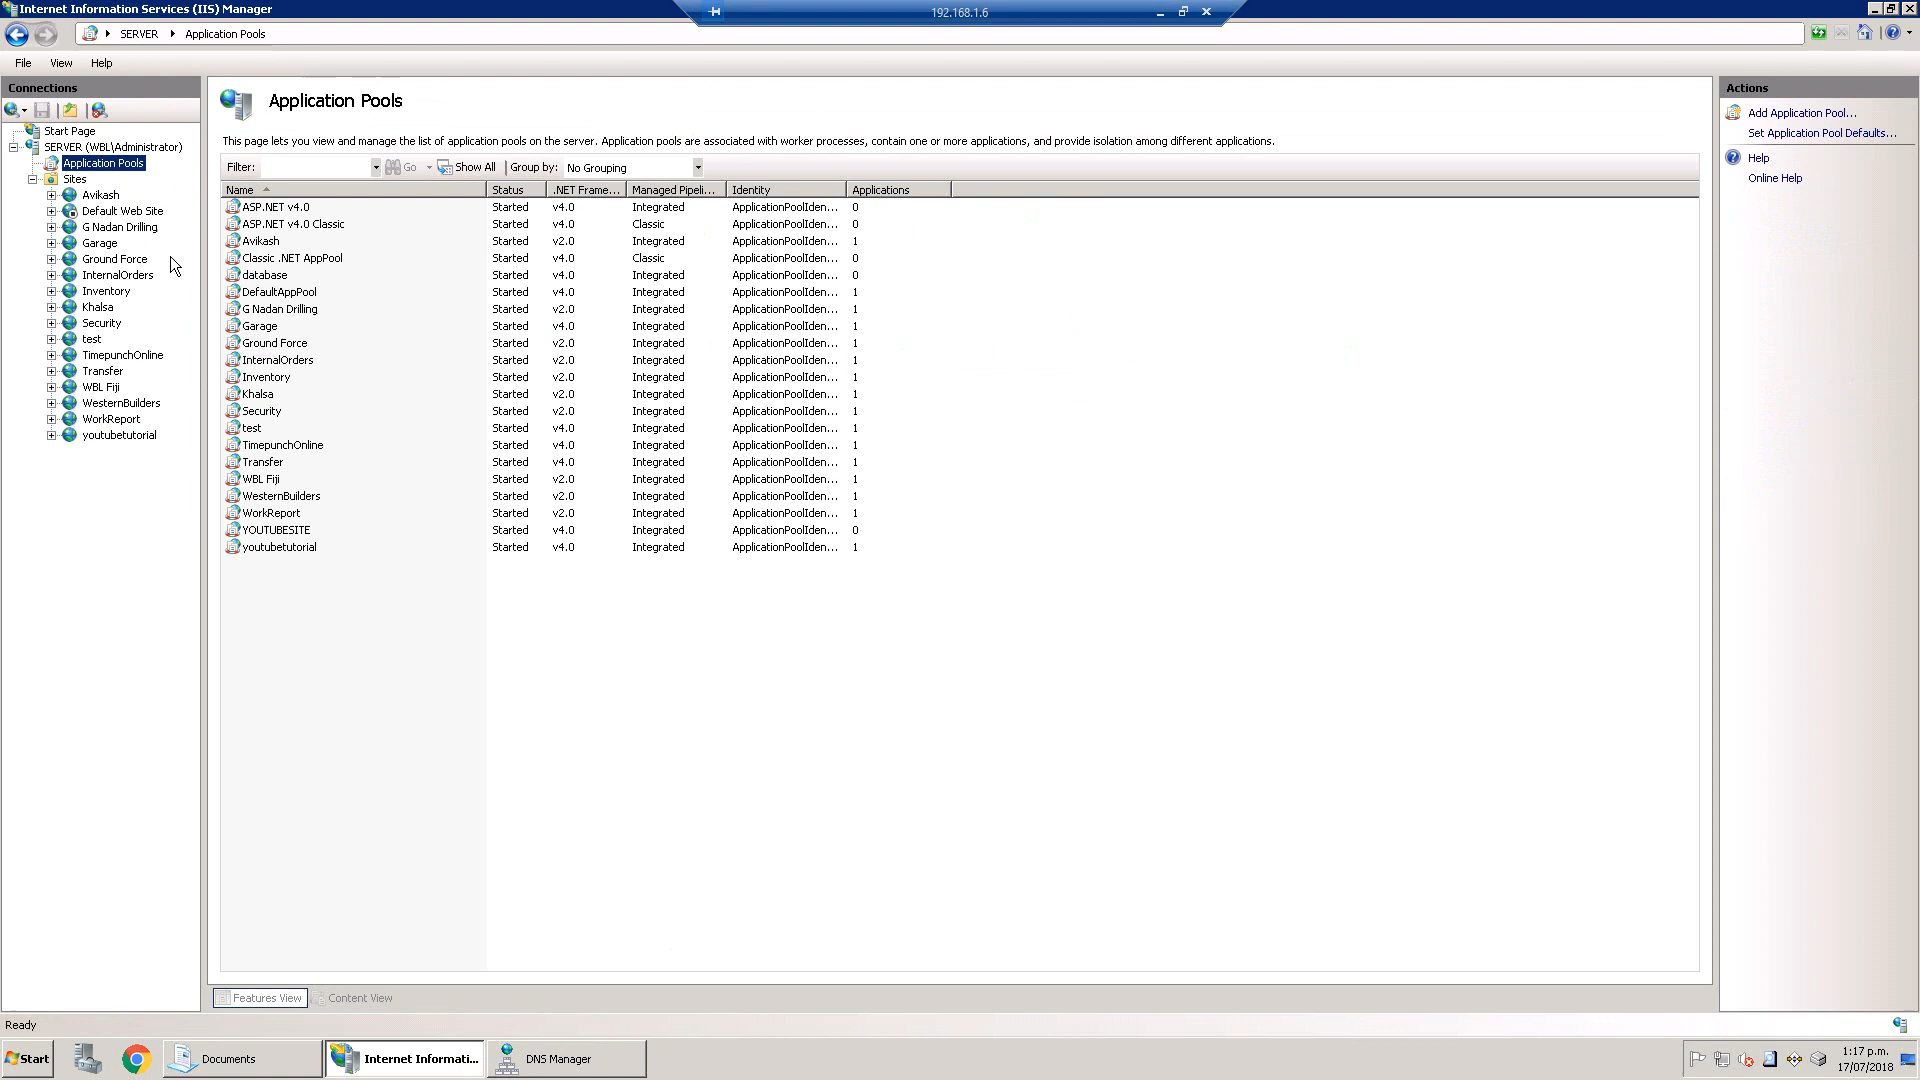 Internet Information Services (IIS) Manager
192.168.1.6
SERVER Application Pools
File View Help
Connections
Start Page
SERVER (WBL\Administrator)
Application Pools
Sites
Avikash
Default Web Site
G Nadan Drilling
Garage
Ground Force
InternalOrders
Inventory
Khalsa
Security
test
TimepunchOnline
Transfer
WBL Fiji
WesternBuilders
WorkReport
youtubetutorial
Application Pools
This page lets you view and manage the list of application pools on the server. Application pools are associated with worker processes, contain one or more applications, and provide isolation among different applications.
Filter: Go Show All Group by: No Grouping
Name Status .NET Frame... Managed Pipeli... Identity Applications
ASP.NET v4.0 Started v4.0 Integrated ApplicationPoolIden... 0
ASP.NET v4.0 Classic Started v4.0 Classic ApplicationPoolIden... 0
Avikash Started v2.0 Integrated ApplicationPoolIden... 1
Classic .NET AppPool Started v4.0 Classic ApplicationPoolIden... 0
database Started v4.0 Integrated ApplicationPoolIden... 0
DefaultAppPool Started v4.0 Integrated ApplicationPoolIden... 1
G Nadan Drilling Started v2.0 Integrated ApplicationPoolIden... 1
Garage Started v4.0 Integrated ApplicationPoolIden... 1
Ground Force Started v2.0 Integrated ApplicationPoolIden... 1
InternalOrders Started v2.0 Integrated ApplicationPoolIden... 1
Inventory Started v2.0 Integrated ApplicationPoolIden... 1
Khalsa Started v2.0 Integrated ApplicationPoolIden... 1
Security Started v2.0 Integrated ApplicationPoolIden... 1
test Started v4.0 Integrated ApplicationPoolIden... 1
TimepunchOnline Started v4.0 Integrated ApplicationPoolIden... 1
Transfer Started v4.0 Integrated ApplicationPoolIden... 1
WBL Fiji Started v2.0 Integrated ApplicationPoolIden... 1
WesternBuilders Started v2.0 Integrated ApplicationPoolIden... 1
WorkReport Started v2.0 Integrated ApplicationPoolIden... 1
YOUTUBESITE Started v4.0 Integrated ApplicationPoolIden... 0
youtubetutorial Started v4.0 Integrated ApplicationPoolIden... 1
Features View Content View
Actions
Add Application Pool...
Set Application Pool Defaults...
Help
Online Help
Ready
Start Documents Internet Informati... DNS Manager
1:17 p.m.
17/07/2018